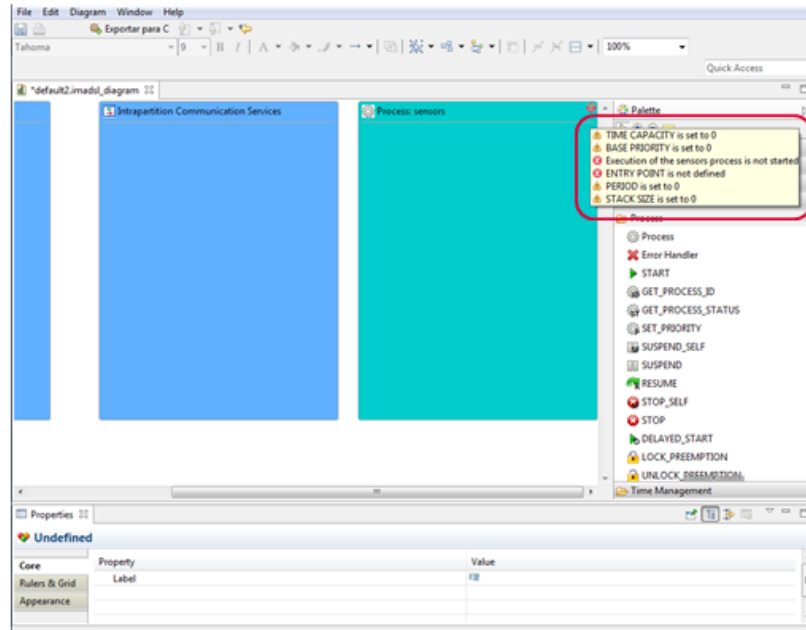 File Edit Diagram Window Help
Exportar para C
Tahoma 9 B I A 100%
Quick Access
*default2.imadsl_diagram
Intrapartition Communication Services
Process: sensors
Palette
TIME CAPACITY is set to 0
BASE PRIORITY is set to 0
Execution of the sensors process is not started
ENTRY POINT is not defined
PERIOD is set to 0
STACK SIZE is set to 0
Process
Process
Error Handler
START
GET_PROCESS_ID
GET_PROCESS_STATUS
SET_PRIORITY
SUSPEND_SELF
SUSPEND
RESUME
STOP_SELF
STOP
DELAYED_START
LOCK_PREEMPTION
UNLOCK_PREEMPTION
Time Management
Properties
Undefined
Core
Rulers & Grid
Appearance
Property Value
Label